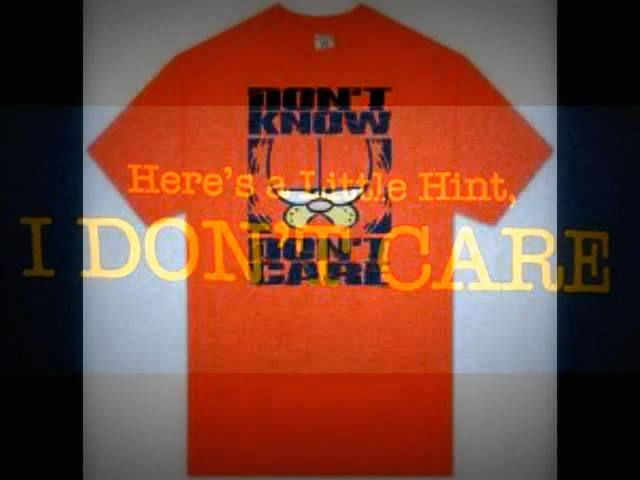 DON'T
KNOW
Here's a Little Hint,
I DON'T CARE
DON'T
CARE